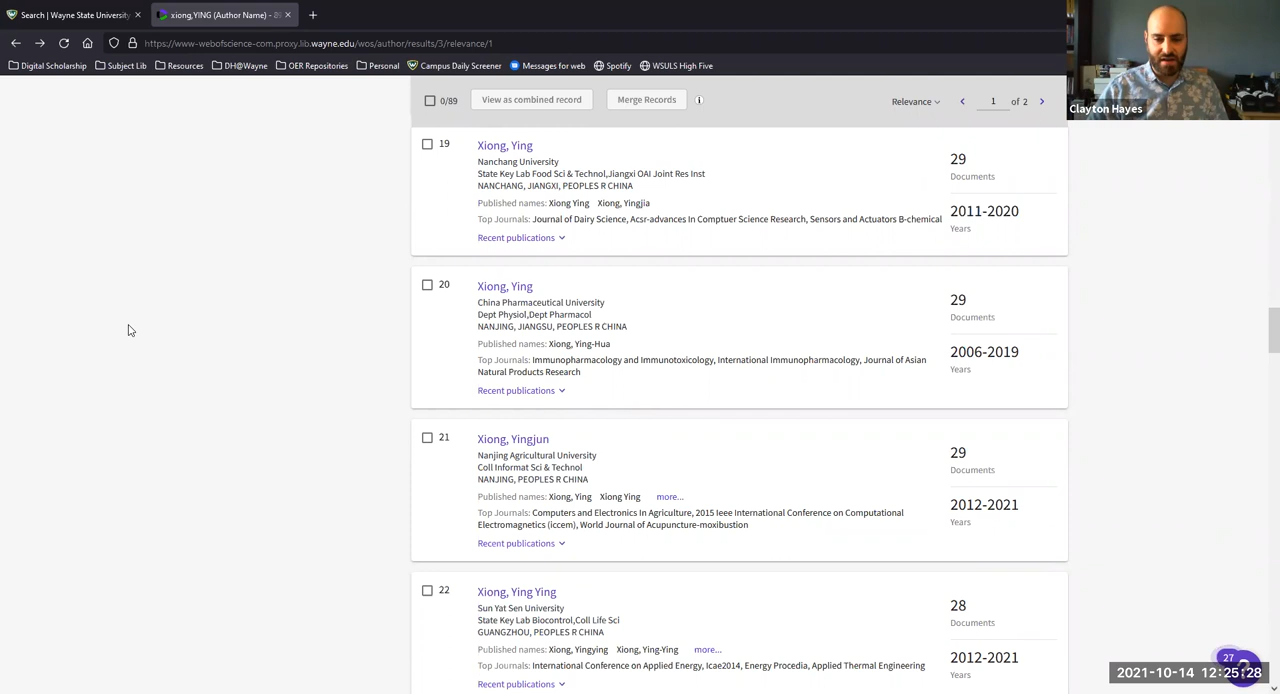 Search | Wayne State University
xiong,YING (Author Name) - 89
https://www-webofscience-com.proxy.lib.wayne.edu/wos/author/results/3/relevance/1
Digital Scholarship Subject Lib Resources DH@Wayne OER Repositories Personal Campus Daily Screener Messages for web Spotify WSULS High Five
Clayton Hayes
0/89 View as combined record Merge Records Relevance 1 of 2
19 Xiong, Ying
Nanchang University
State Key Lab Food Sci & Technol,Jiangxi OAI Joint Res Inst
NANCHANG, JIANGXI, PEOPLES R CHINA
Published names: Xiong Ying Xiong, Yingjia
Top Journals: Journal of Dairy Science, Acsr-advances In Comptuer Science Research, Sensors and Actuators B-chemical
Recent publications
29
Documents
2011-2020
Years
20 Xiong, Ying
China Pharmaceutical University
Dept Physiol,Dept Pharmacol
NANJING, JIANGSU, PEOPLES R CHINA
Published names: Xiong, Ying-Hua
Top Journals: Immunopharmacology and Immunotoxicology, International Immunopharmacology, Journal of Asian
Natural Products Research
Recent publications
29
Documents
2006-2019
Years
21 Xiong, Yingjun
Nanjing Agricultural University
Coll Informat Sci & Technol
NANJING, PEOPLES R CHINA
Published names: Xiong, Ying Xiong Ying more...
Top Journals: Computers and Electronics In Agriculture, 2015 Ieee International Conference on Computational
Electromagnetics (iccem), World Journal of Acupuncture-moxibustion
Recent publications
29
Documents
2012-2021
Years
22 Xiong, Ying Ying
Sun Yat Sen University
State Key Lab Biocontrol,Coll Life Sci
GUANGZHOU, PEOPLES R CHINA
Published names: Xiong, Yingying Xiong, Ying-Ying more...
Top Journals: International Conference on Applied Energy, Icae2014, Energy Procedia, Applied Thermal Engineering
Recent publications
28
Documents
2012-2021
Years
27
2021-10-14 12:25:28